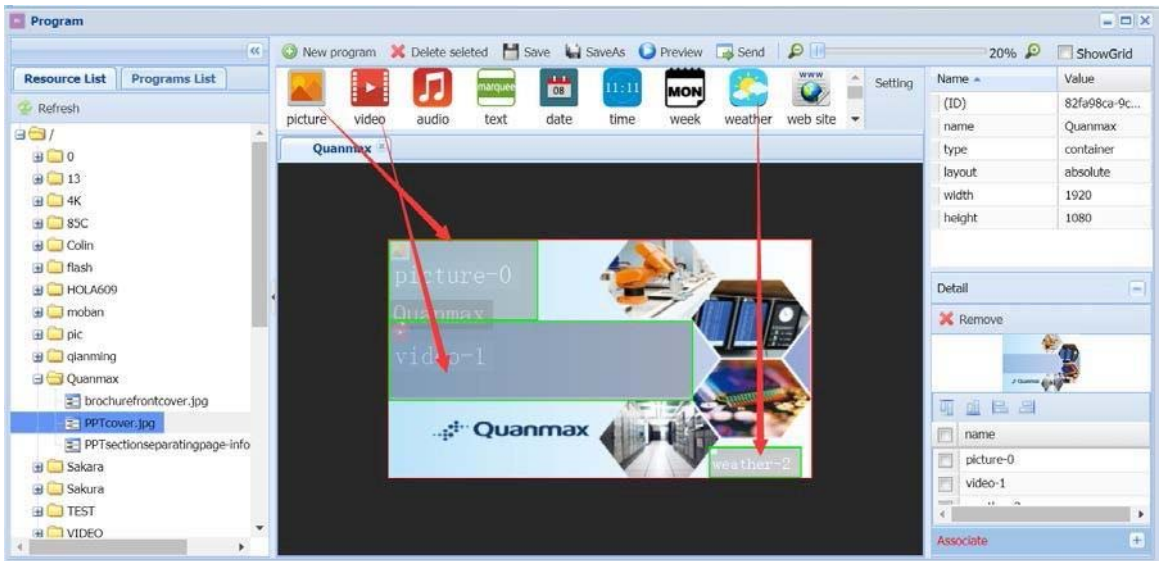 Program
Resource List
Programs List
Refresh
/
0
13
4K
85C
Colin
flash
HOLA609
moban
pic
qianming
Quanmax
brochurefrontcover.jpg
PPTcover.jpg
PPTsectionseparatingpage-info
Sakara
Sakura
TEST
VIDEO
New program
Delete seleted
Save
SaveAs
Preview
Send
20%
ShowGrid
marquee
08
11:11
MON
WWW
picture
video
audio
text
date
time
week
weather
web site
Setting
Quanmax
picture-0
Quanmax
video-1
Quanmax
weather-2
Name Value
(ID) 82fa98ca-9c...
name Quanmax
type container
layout absolute
width 1920
height 1080
Detail
Remove
Quanmax
name
picture-0
video-1
Associate